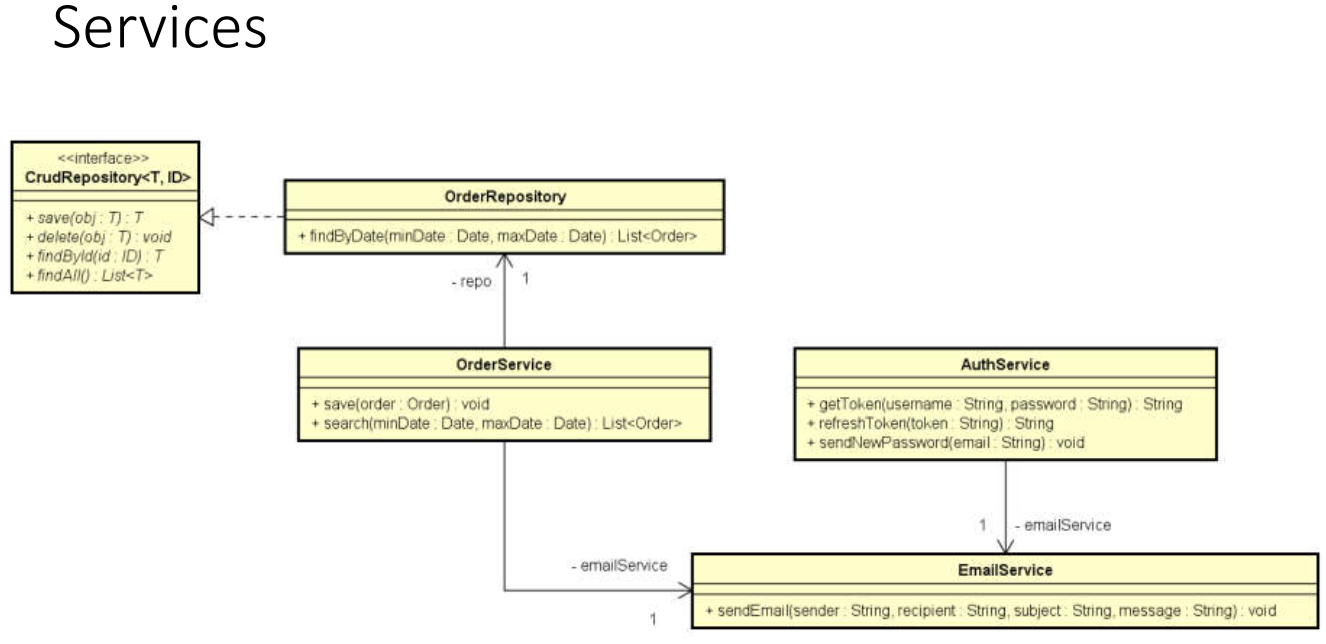 Services
<<interface>>
CrudRepository<T, ID>
+ save(obj : T) : T
+ delete(obj : T) : void
+ findById(id : ID) : T
+ findAll() : List<T>
OrderRepository
+ findByDate(minDate : Date, maxDate : Date) : List<Order>
- repo
1
OrderService
+ save(order : Order) : void
+ search(minDate : Date, maxDate : Date) : List<Order>
AuthService
+ getToken(username : String, password : String) : String
+ refreshToken(token : String) : String
+ sendNewPassword(email : String) : void
1
- emailService
- emailService
1
EmailService
+ sendEmail(sender : String, recipient : String, subject : String, message : String) : void